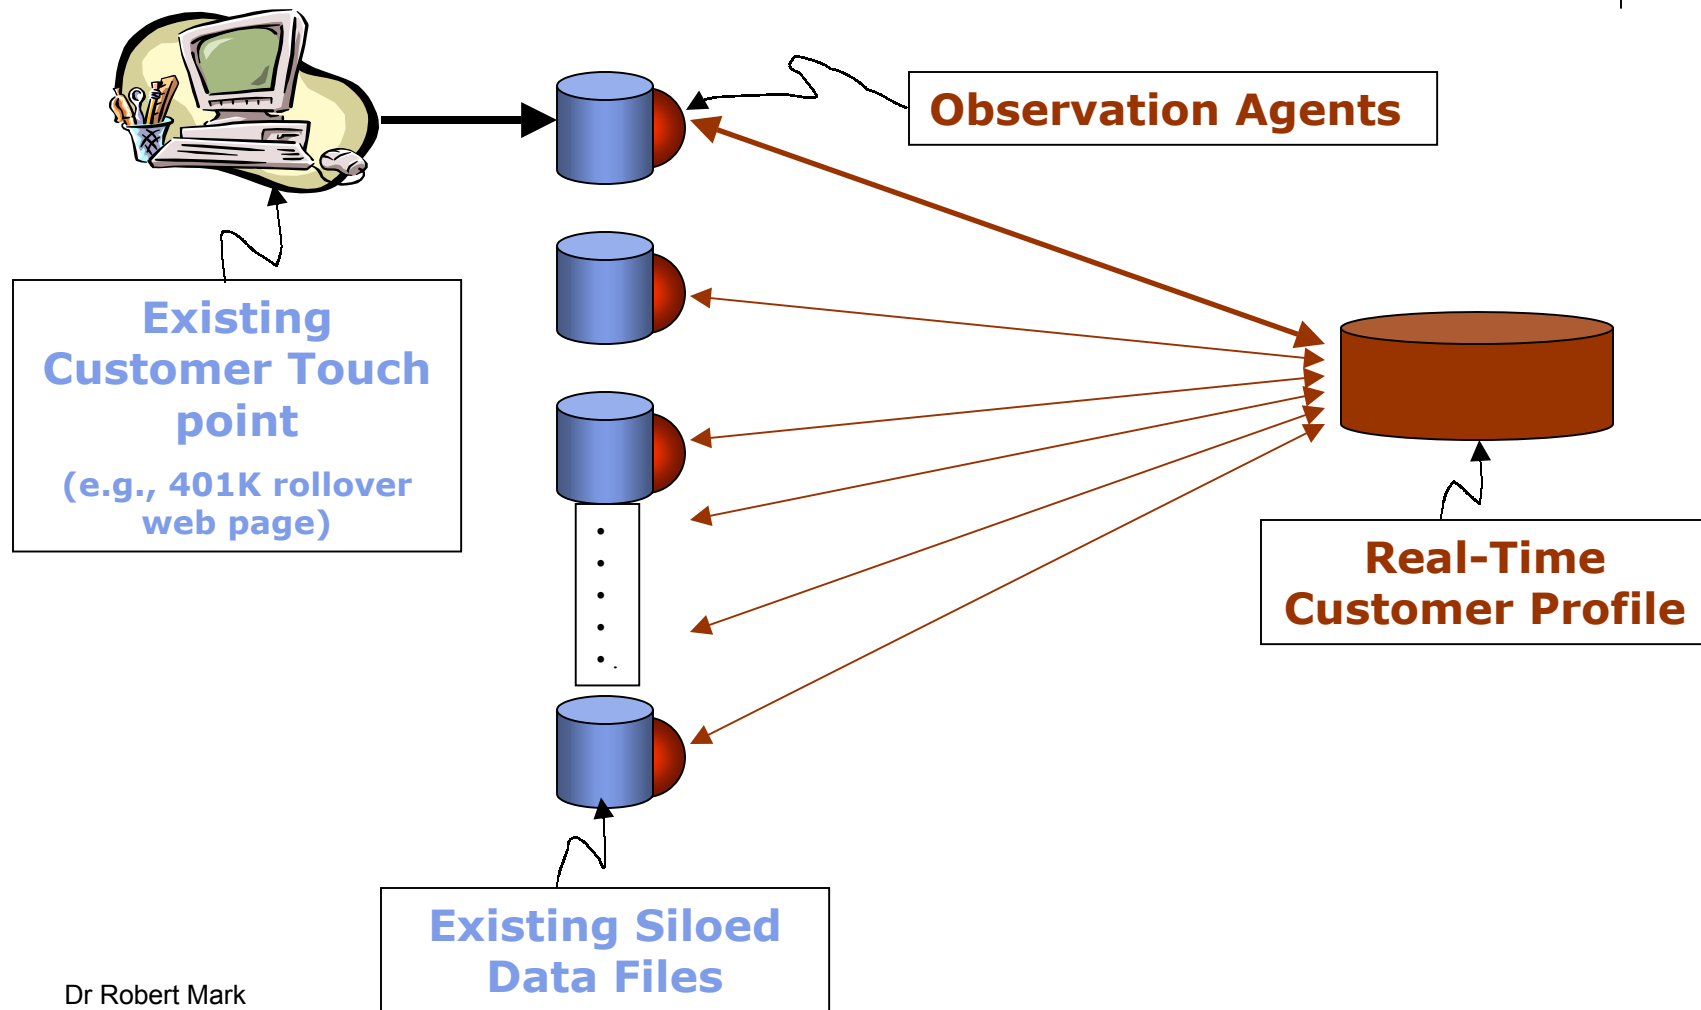 Observation Agents
Existing
Customer Touch
point
(e.g., 401K rollover
web page)
Real-Time
Customer Profile
Existing Siloed
Data Files
Dr Robert Mark